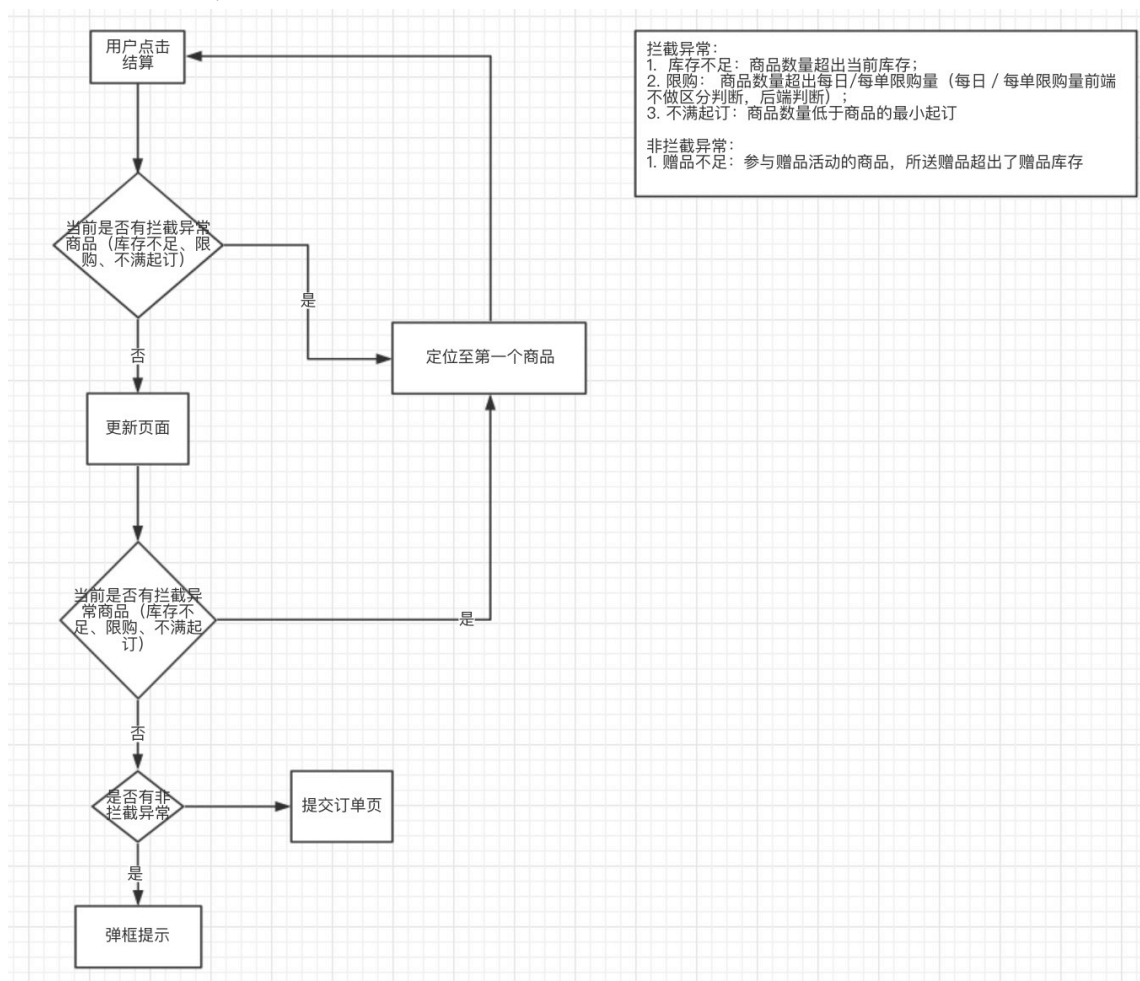 用户点击
结算
拦截异常：
1. 库存不足：商品数量超出当前库存；
2. 限购： 商品数量超出每日/每单限购量（每日 / 每单限购量前端
不做区分判断，后端判断）；
3. 不满起订：商品数量低于商品的最小起订
非拦截异常：
1. 赠品不足：参与赠品活动的商品，所送赠品超出了赠品库存
当前是否有拦截异常
商品（库存不足、限
购、不满起订）
是
定位至第一个商品
否
更新页面
当前是否有拦截异
常商品（库存不
足、限购、不满起
订）
是
否
是否有非
拦截异常
提交订单页
是
弹框提示